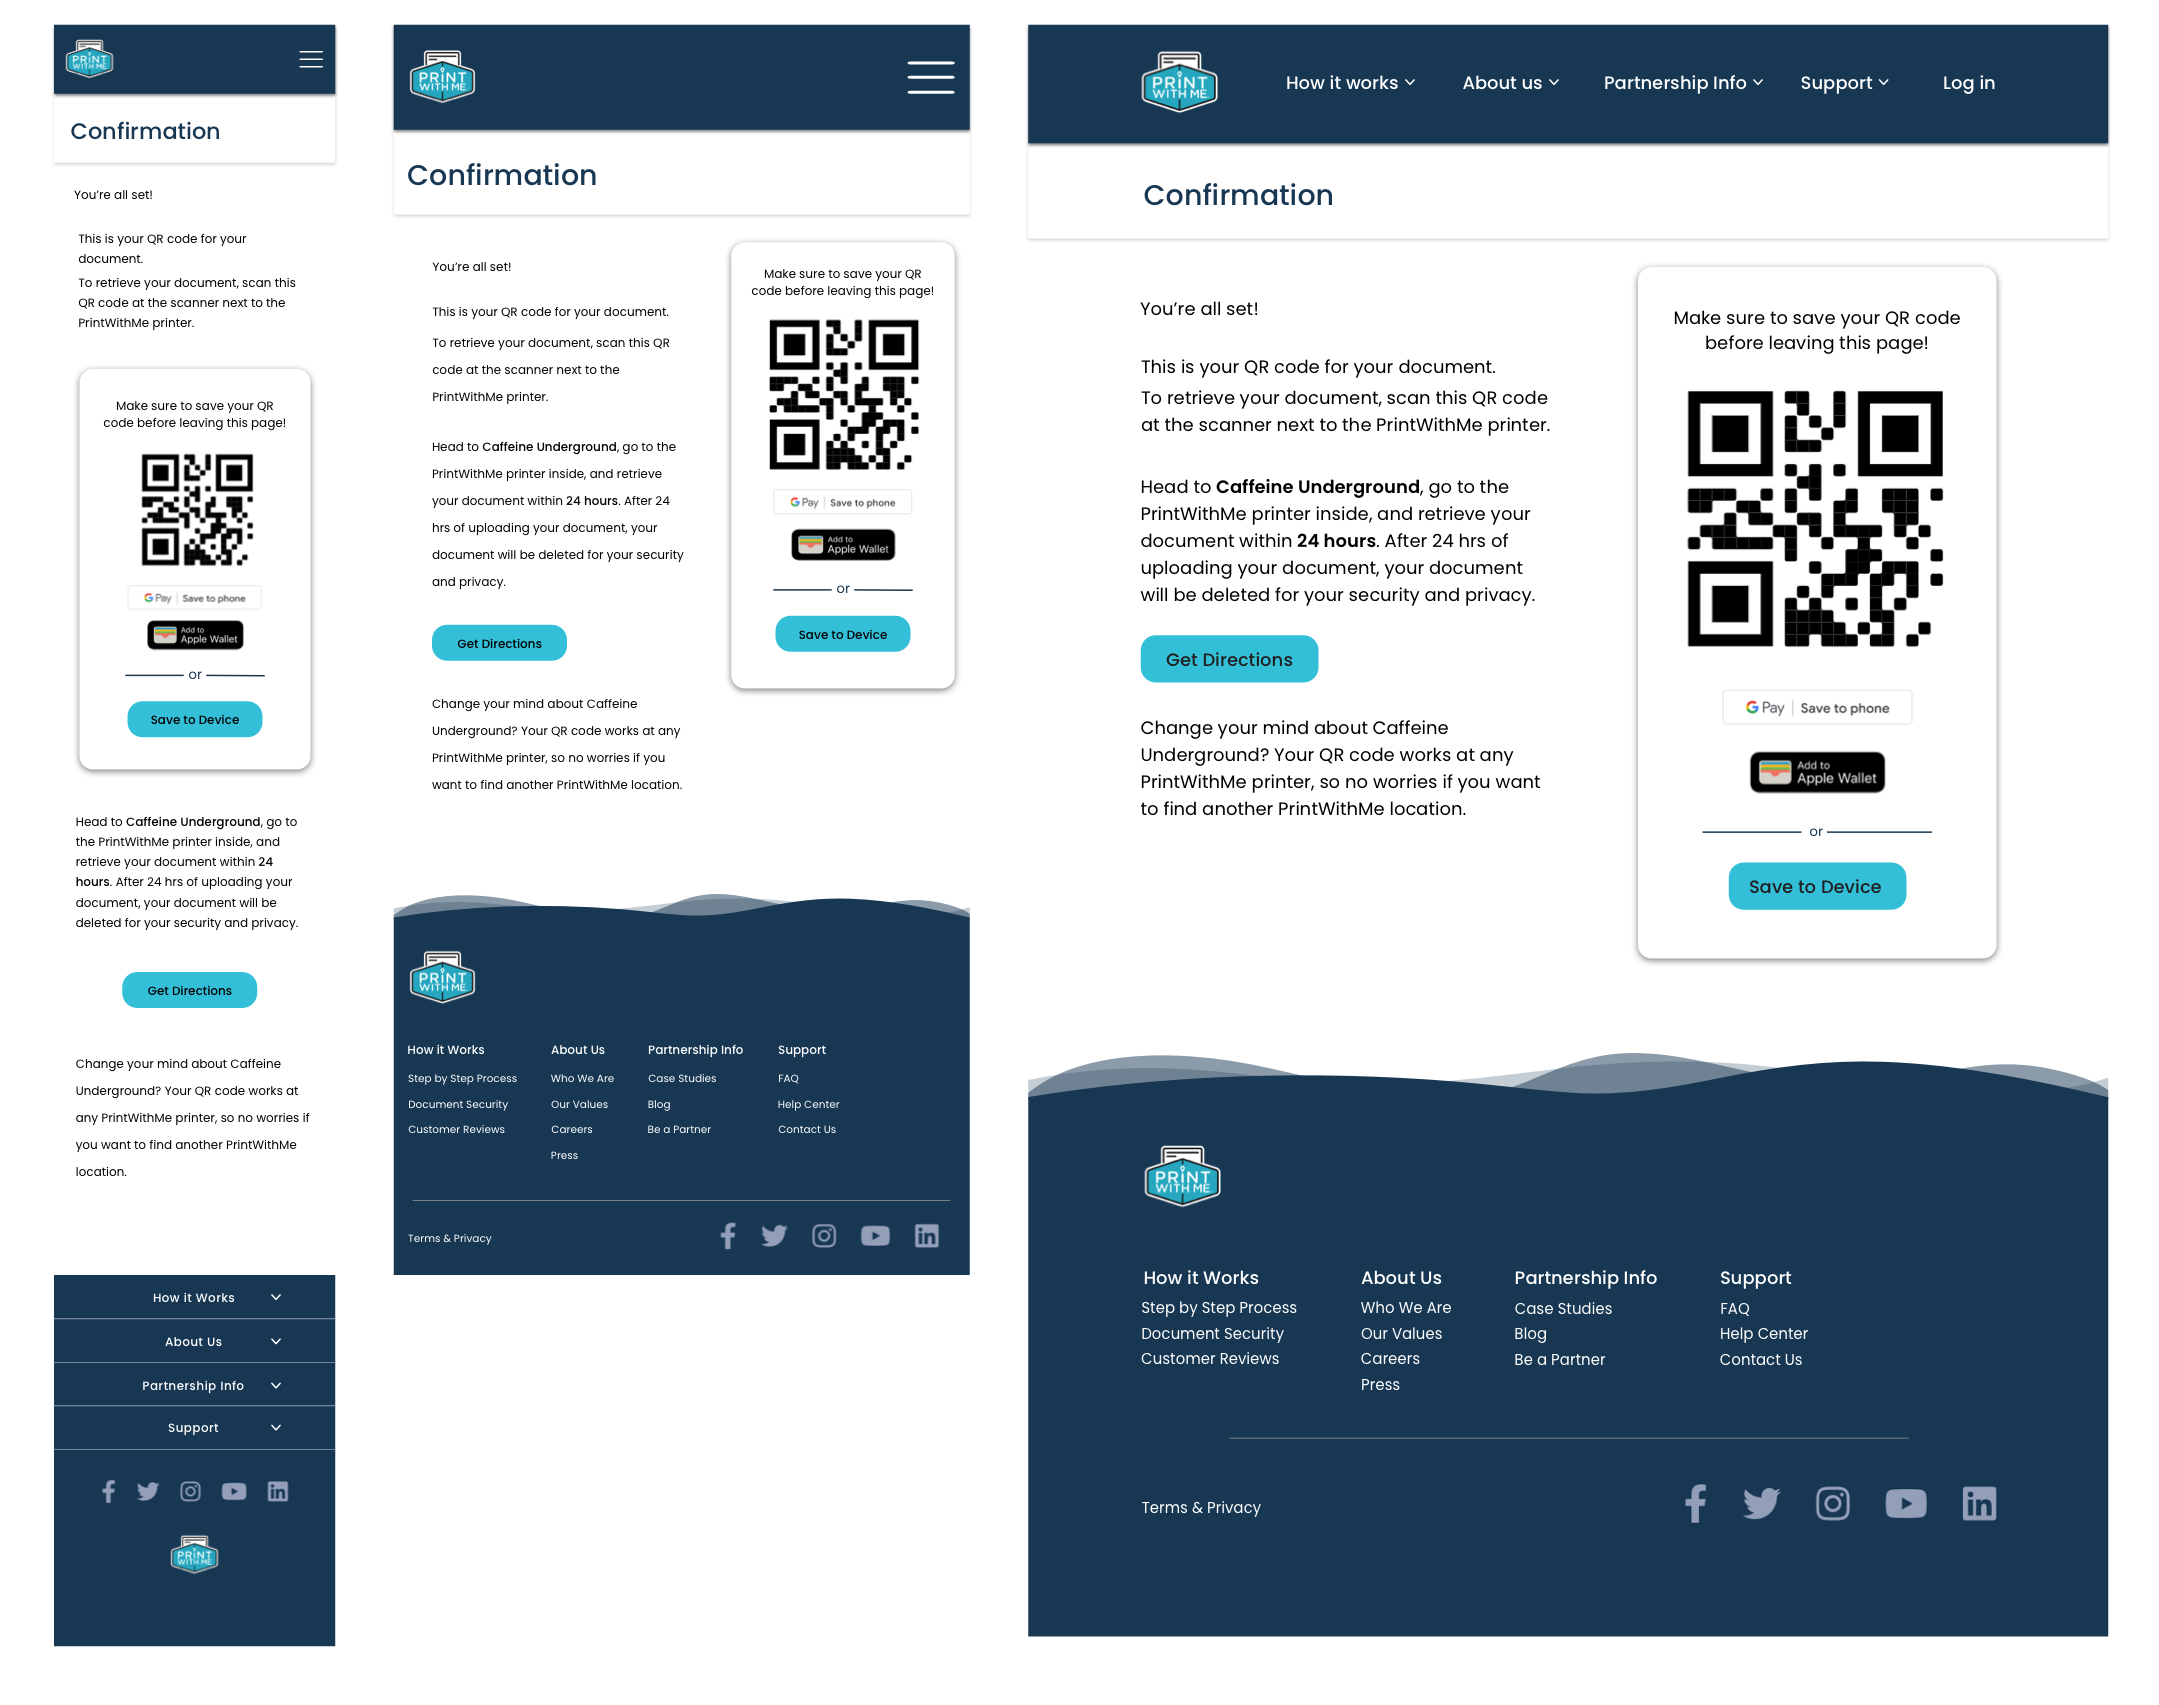 PRINT
WITH ME
Confirmation
You're all set!
This is your QR code for your
document.
To retrieve your document, scan this
QR code at the scanner next to the
PrintWithMe printer.
Make sure to save your QR
code before leaving this page!
G Pay | Save to phone
Add to
Apple Wallet
or
Save to Device
Head to Caffeine Underground, go to
the PrintWithMe printer inside, and
retrieve your document within 24
hours. After 24 hrs of uploading your
document, your document will be
deleted for your security and privacy.
Get Directions
Change your mind about Caffeine
Underground? Your QR code works at
any PrintWithMe printer, so no worries if
you want to find another PrintWithMe
location.
How it Works
About Us
Partnership Info
Support
PRINT
WITH ME
PRINT
WITH ME
Confirmation
You're all set!
This is your QR code for your document.
To retrieve your document, scan this QR
code at the scanner next to the
PrintWithMe printer.
Head to Caffeine Underground, go to the
PrintWithMe printer inside, and retrieve
your document within 24 hours. After 24
hrs of uploading your document, your
document will be deleted for your security
and privacy.
Get Directions
Change your mind about Caffeine
Underground? Your QR code works at any
PrintWithMe printer, so no worries if you
want to find another PrintWithMe location.
Make sure to save your QR
code before leaving this page!
G Pay | Save to phone
Add to
Apple Wallet
or
Save to Device
PRINT
WITH ME
How it Works
Step by Step Process
Document Security
Customer Reviews
About Us
Who We Are
Our Values
Careers
Press
Partnership Info
Case Studies
Blog
Be a Partner
Support
FAQ
Help Center
Contact Us
Terms & Privacy
PRINT
WITH ME
How it works
About us
Partnership Info
Support
Log in
Confirmation
You're all set!
This is your QR code for your document.
To retrieve your document, scan this QR code
at the scanner next to the PrintWithMe printer.
Head to Caffeine Underground, go to the
PrintWithMe printer inside, and retrieve your
document within 24 hours. After 24 hrs of
uploading your document, your document
will be deleted for your security and privacy.
Get Directions
Change your mind about Caffeine
Underground? Your QR code works at any
PrintWithMe printer, so no worries if you want
to find another PrintWithMe location.
Make sure to save your QR code
before leaving this page!
G Pay | Save to phone
Add to
Apple Wallet
or
Save to Device
PRINT
WITH ME
How it Works
Step by Step Process
Document Security
Customer Reviews
About Us
Who We Are
Our Values
Careers
Press
Partnership Info
Case Studies
Blog
Be a Partner
Support
FAQ
Help Center
Contact Us
Terms & Privacy